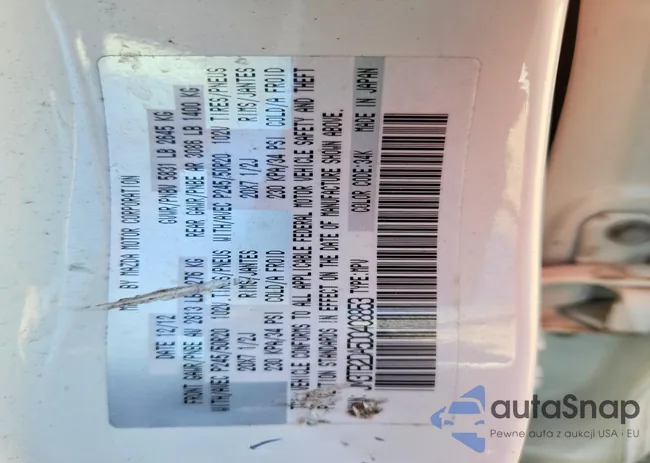 MFD. BY MAZDA MOTOR CORPORATION
DATE 12/12 GVWR/PNBV 5831 LB 2645 KG
FRONT GAWR/PNSE AV 2813 LB 1276 KG REAR GAWR/PNBE AR 3086 LB 1400 KG
WITH/AVEC P245/50R20 102V TIRES/PNEUS WITH/AVEC P245/50R20 102V TIRES/PNEUS
20X7 1/2J RIMS/JANTES 20X7 1/2J RIMS/JANTES
230 KPA/34 PSI COLD/A FROID 230 KPA/34 PSI COLD/A FROID
VEHICLE CONFORMS TO ALL APPLICABLE FEDERAL MOTOR VEHICLE SAFETY AND THEFT
STANDARDS IN EFFECT ON THE DATE OF MANUFACTURE SHOWN ABOVE.
TYPE:MPV COLOR CODE:34K MADE IN JAPAN
autaSnap
Pewne auta z aukcji USA i EU